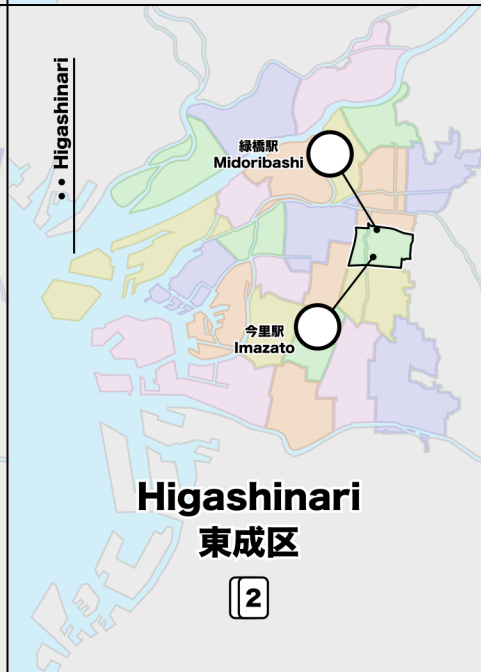 •• Higashinari
緑橋駅
Midoribashi
今里駅
Imazato
Higashinari
東成区
2